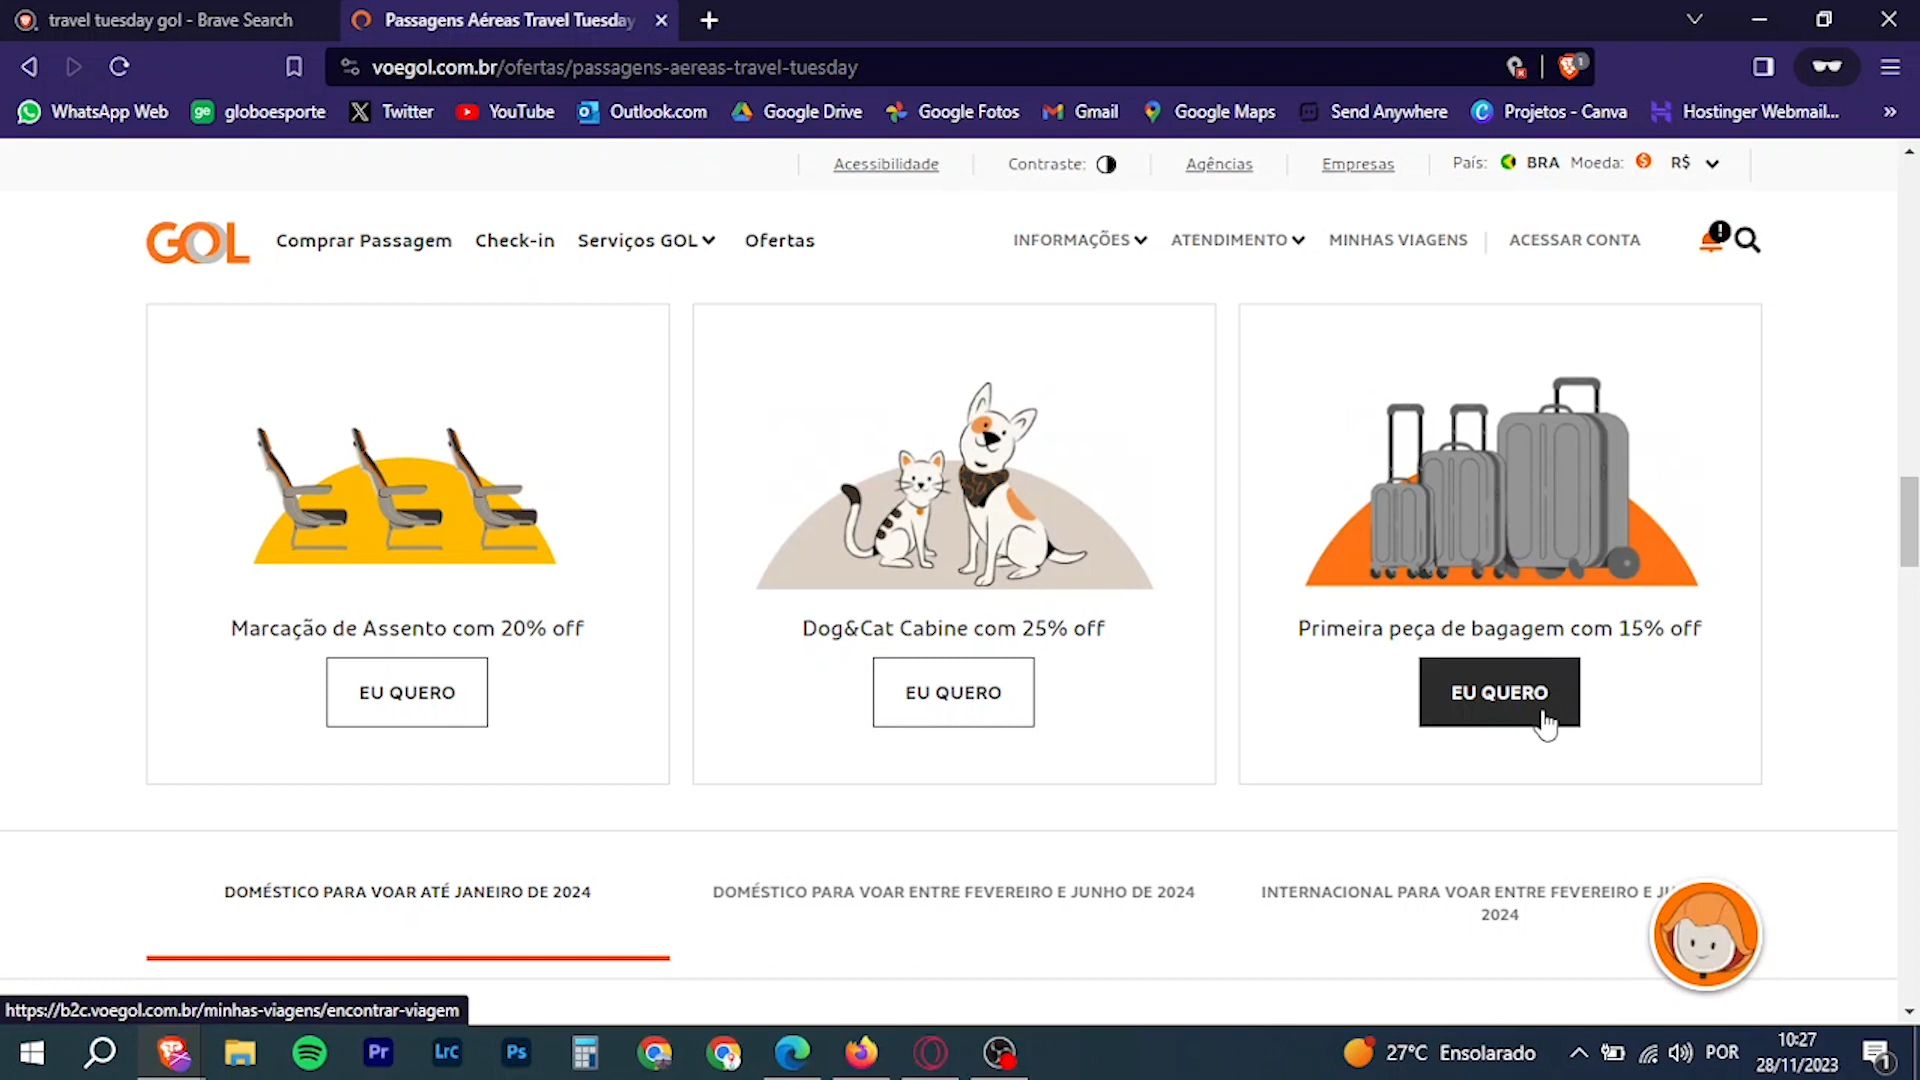 travel tuesday gol - Brave Search
Passagens Aéreas Travel Tuesday
voegol.com.br/ofertas/passagens-aereas-travel-tuesday
1
WhatsApp Web
ge globoesporte
Twitter
YouTube
Outlook.com
Google Drive
Google Fotos
Gmail
Google Maps
Send Anywhere
Projetos - Canva
Hostinger Webmail...
Acessibilidade
Contraste:
Agências
Empresas
País: BRA Moeda: R$
GOL
Comprar Passagem
Check-in
Serviços GOL
Ofertas
INFORMAÇÕES
ATENDIMENTO
MINHAS VIAGENS
ACESSAR CONTA
Marcação de Assento com 20% off
EU QUERO
Dog&Cat Cabine com 25% off
EU QUERO
Primeira peça de bagagem com 15% off
EU QUERO
DOMÉSTICO PARA VOAR ATÉ JANEIRO DE 2024
DOMÉSTICO PARA VOAR ENTRE FEVEREIRO E JUNHO DE 2024
INTERNACIONAL PARA VOAR ENTRE FEVEREIRO E
2024
https://b2c.voegol.com.br/minhas-viagens/encontrar-viagem
Pr
LrC
Ps
27°C Ensolarado
POR
10:27
28/11/2023
1